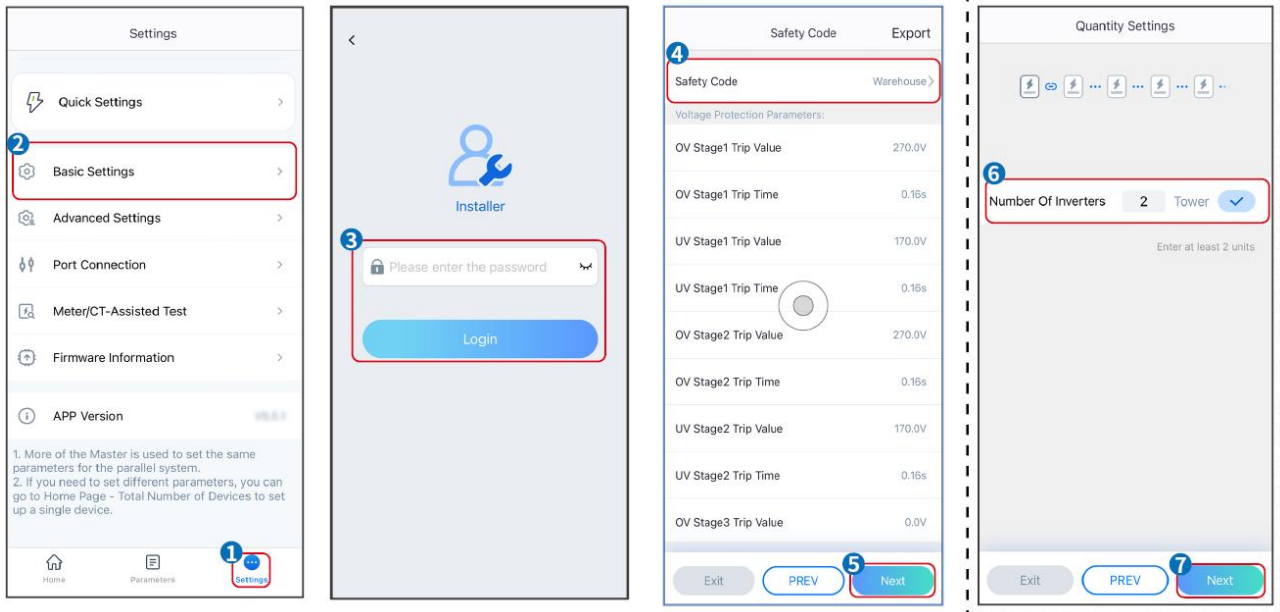 Settings
Quick Settings
2
Basic Settings
Advanced Settings
Port Connection
Meter/CT-Assisted Test
Firmware Information
APP Version
1. More of the Master is used to set the same
parameters for the parallel system.
2. If you need to set different parameters, you can
go to Home Page - Total Number of Devices to set
up a single device.
1
Home
Parameters
Settings
Installer
3
Please enter the password
Login
Safety Code
Export
4
Safety Code
Warehouse
Voltage Protection Parameters:
OV Stage1 Trip Value
270.0V
OV Stage1 Trip Time
0.16s
UV Stage1 Trip Value
170.0V
UV Stage1 Trip Time
0.16s
OV Stage2 Trip Value
270.0V
OV Stage2 Trip Time
0.16s
UV Stage2 Trip Value
170.0V
UV Stage2 Trip Time
0.16s
OV Stage3 Trip Value
0.0V
5
Exit
PREV
Next
Quantity Settings
6
Number Of Inverters
2
Tower
Enter at least 2 units
7
Exit
PREV
Next